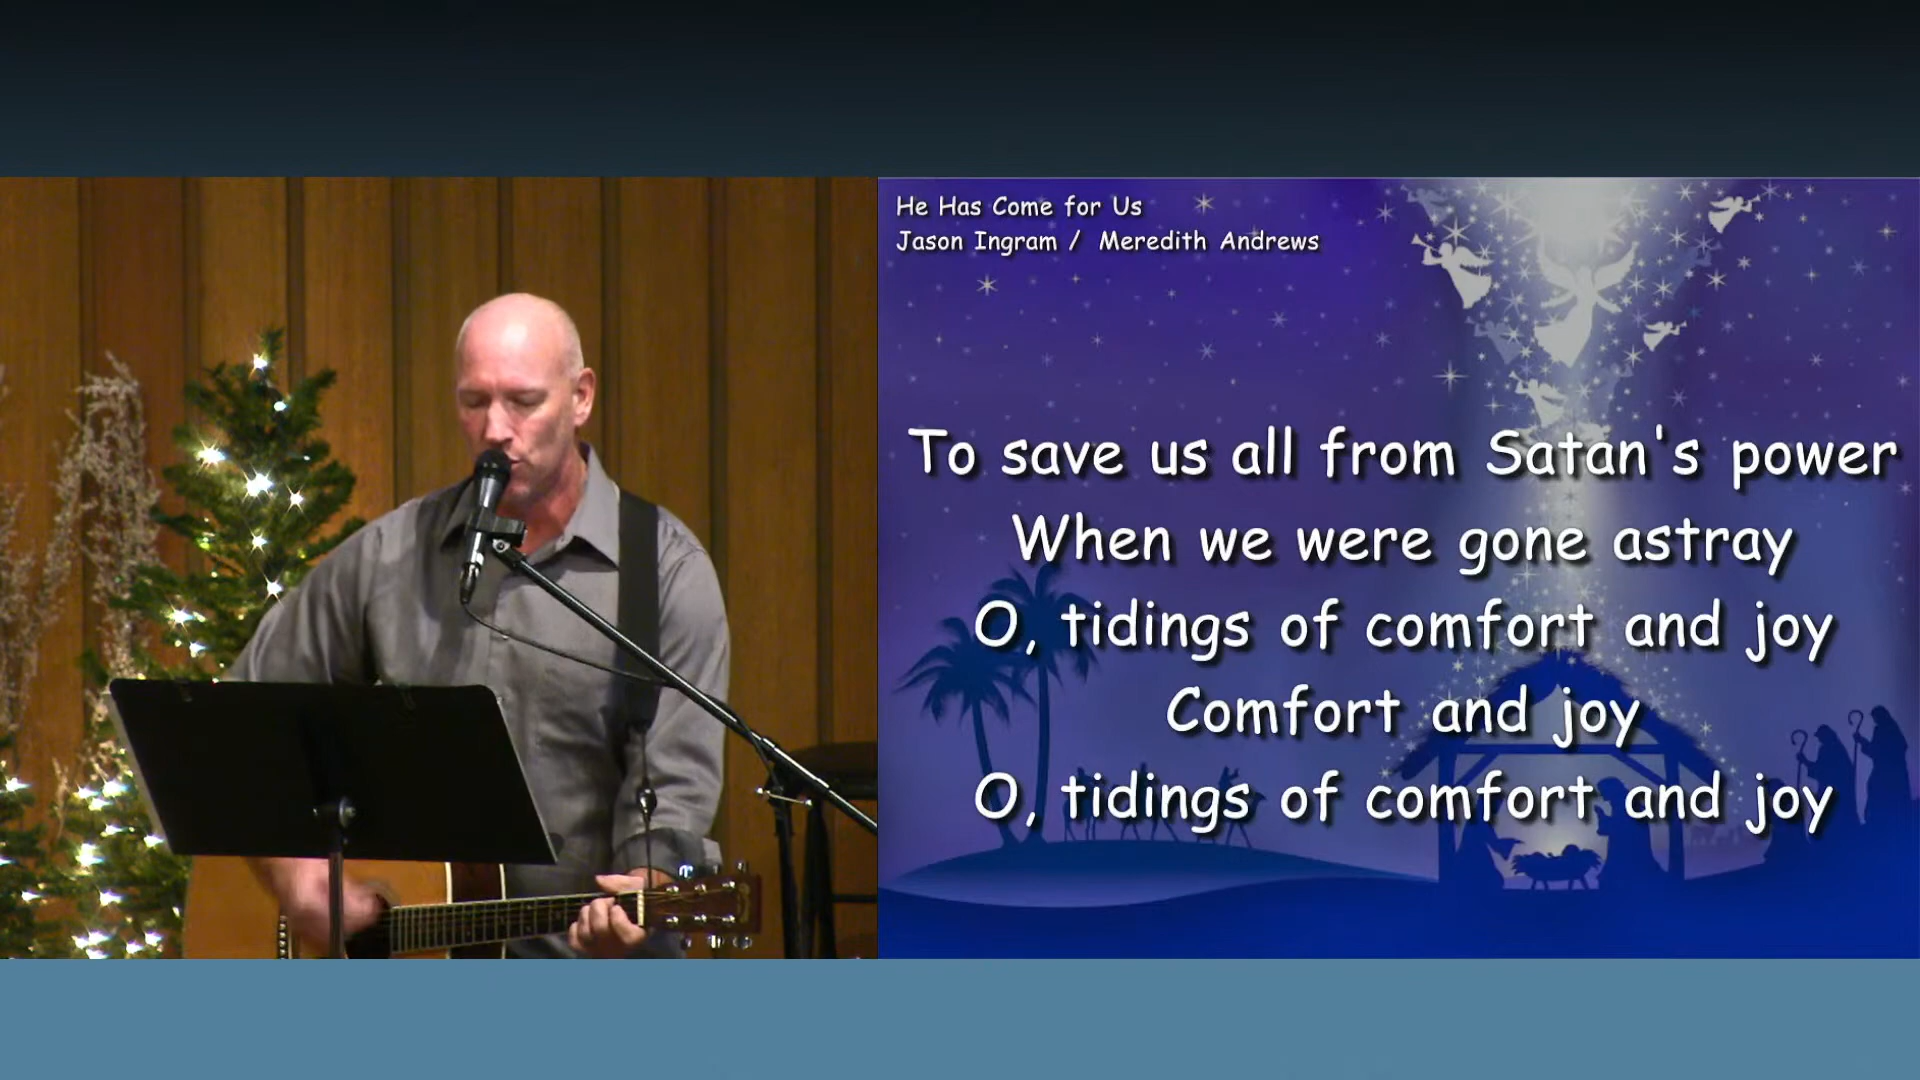 He Has Come for Us
Jason Ingram / Meredith Andrews
To save us all from Satan's power
When we were gone astray
O, tidings of comfort and joy
Comfort and joy
O, tidings of comfort and joy